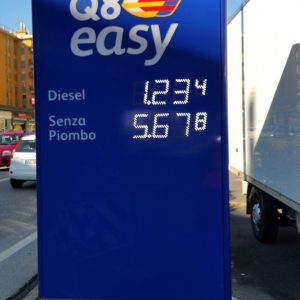 Q8
easy
Diesel 1.234
Senza
Piombo 5.678